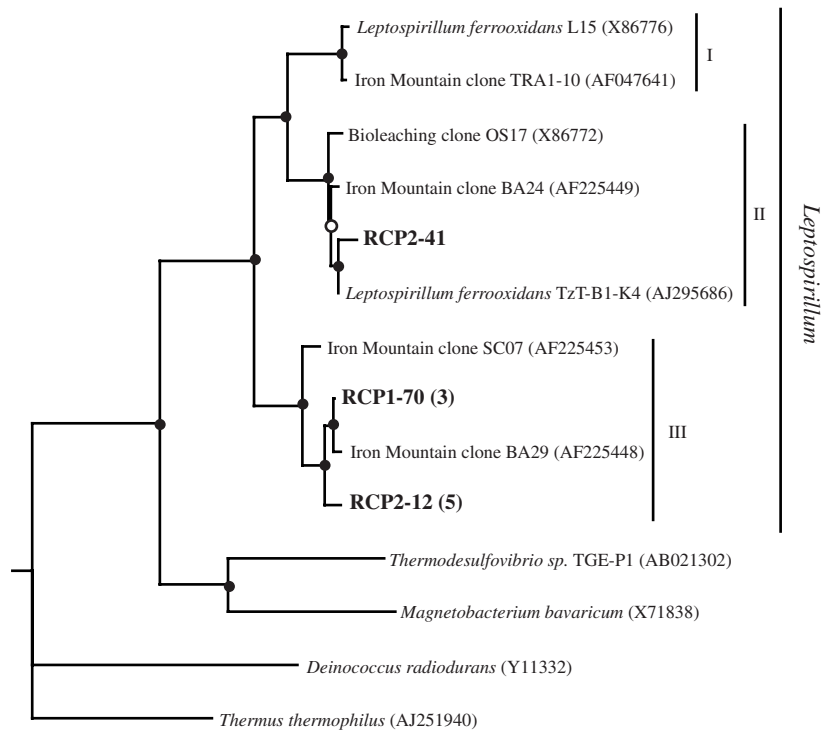 Leptospirillum ferrooxidans L15 (X86776)
I
Iron Mountain clone TRA1-10 (AF047641)
Bioleaching clone OS17 (X86772)
Iron Mountain clone BA24 (AF225449)
II
RCP2-41
Leptospirillum ferrooxidans TzT-B1-K4 (AJ295686)
Leptospirillum
Iron Mountain clone SC07 (AF225453)
RCP1-70 (3)
III
Iron Mountain clone BA29 (AF225448)
RCP2-12 (5)
Thermodesulfovibrio sp. TGE-P1 (AB021302)
Magnetobacterium bavaricum (X71838)
Deinococcus radiodurans (Y11332)
Thermus thermophilus (AJ251940)